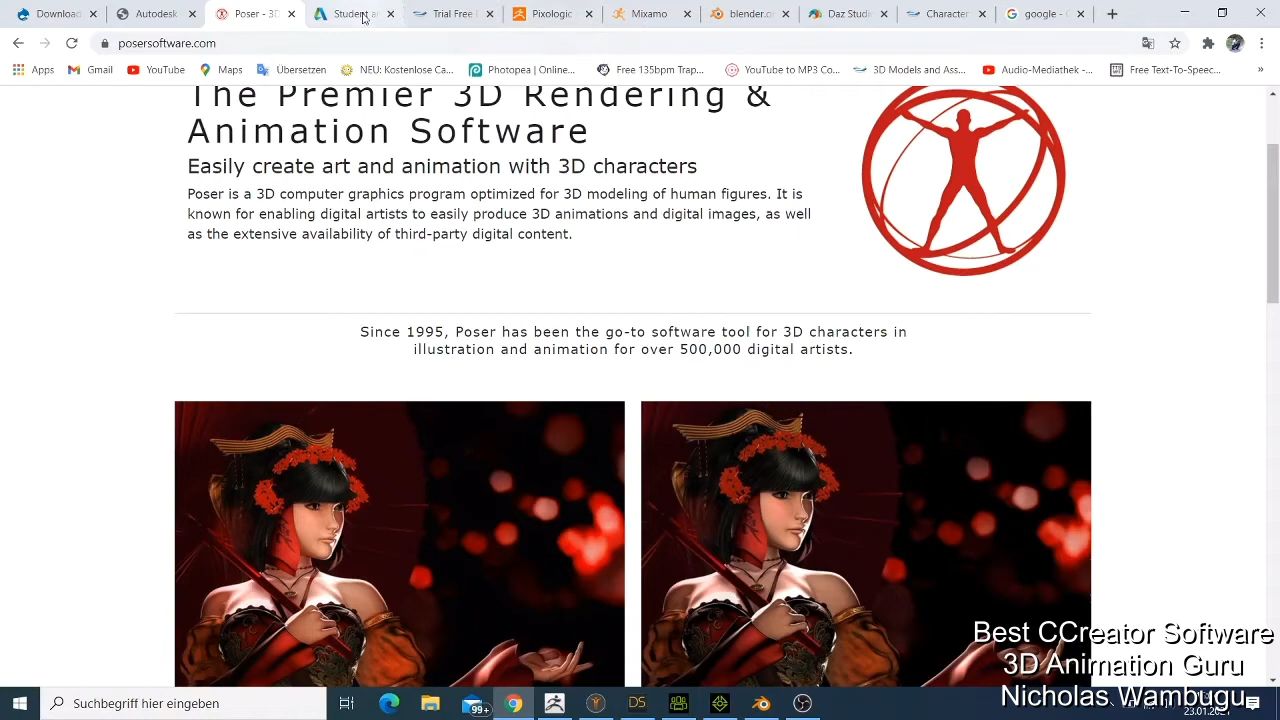 Download
Autodesk
Poser - 3D
Student a
Trial Free
Pixologic
Mixamo
blender.o
Daz Studi
Character
google - G
posersoftware.com
Apps
Gmail
YouTube
Maps
Übersetzen
NEU: Kostenlose Ca...
Photopea | Online...
Free 135bpm Trap...
YouTube to MP3 Co...
3D Models and Ass...
Audio-Mediathek -...
Free Text-To-Speec...
»
The Premier 3D Rendering &
Animation Software
Easily create art and animation with 3D characters
Poser is a 3D computer graphics program optimized for 3D modeling of human figures. It is
known for enabling digital artists to easily produce 3D animations and digital images, as well
as the extensive availability of third-party digital content.
Since 1995, Poser has been the go-to software tool for 3D characters in
illustration and animation for over 500,000 digital artists.
Best CCreator Software
3D Animation Guru
Nicholas Wambugu
Suchbegriff hier eingeben
99+
DS